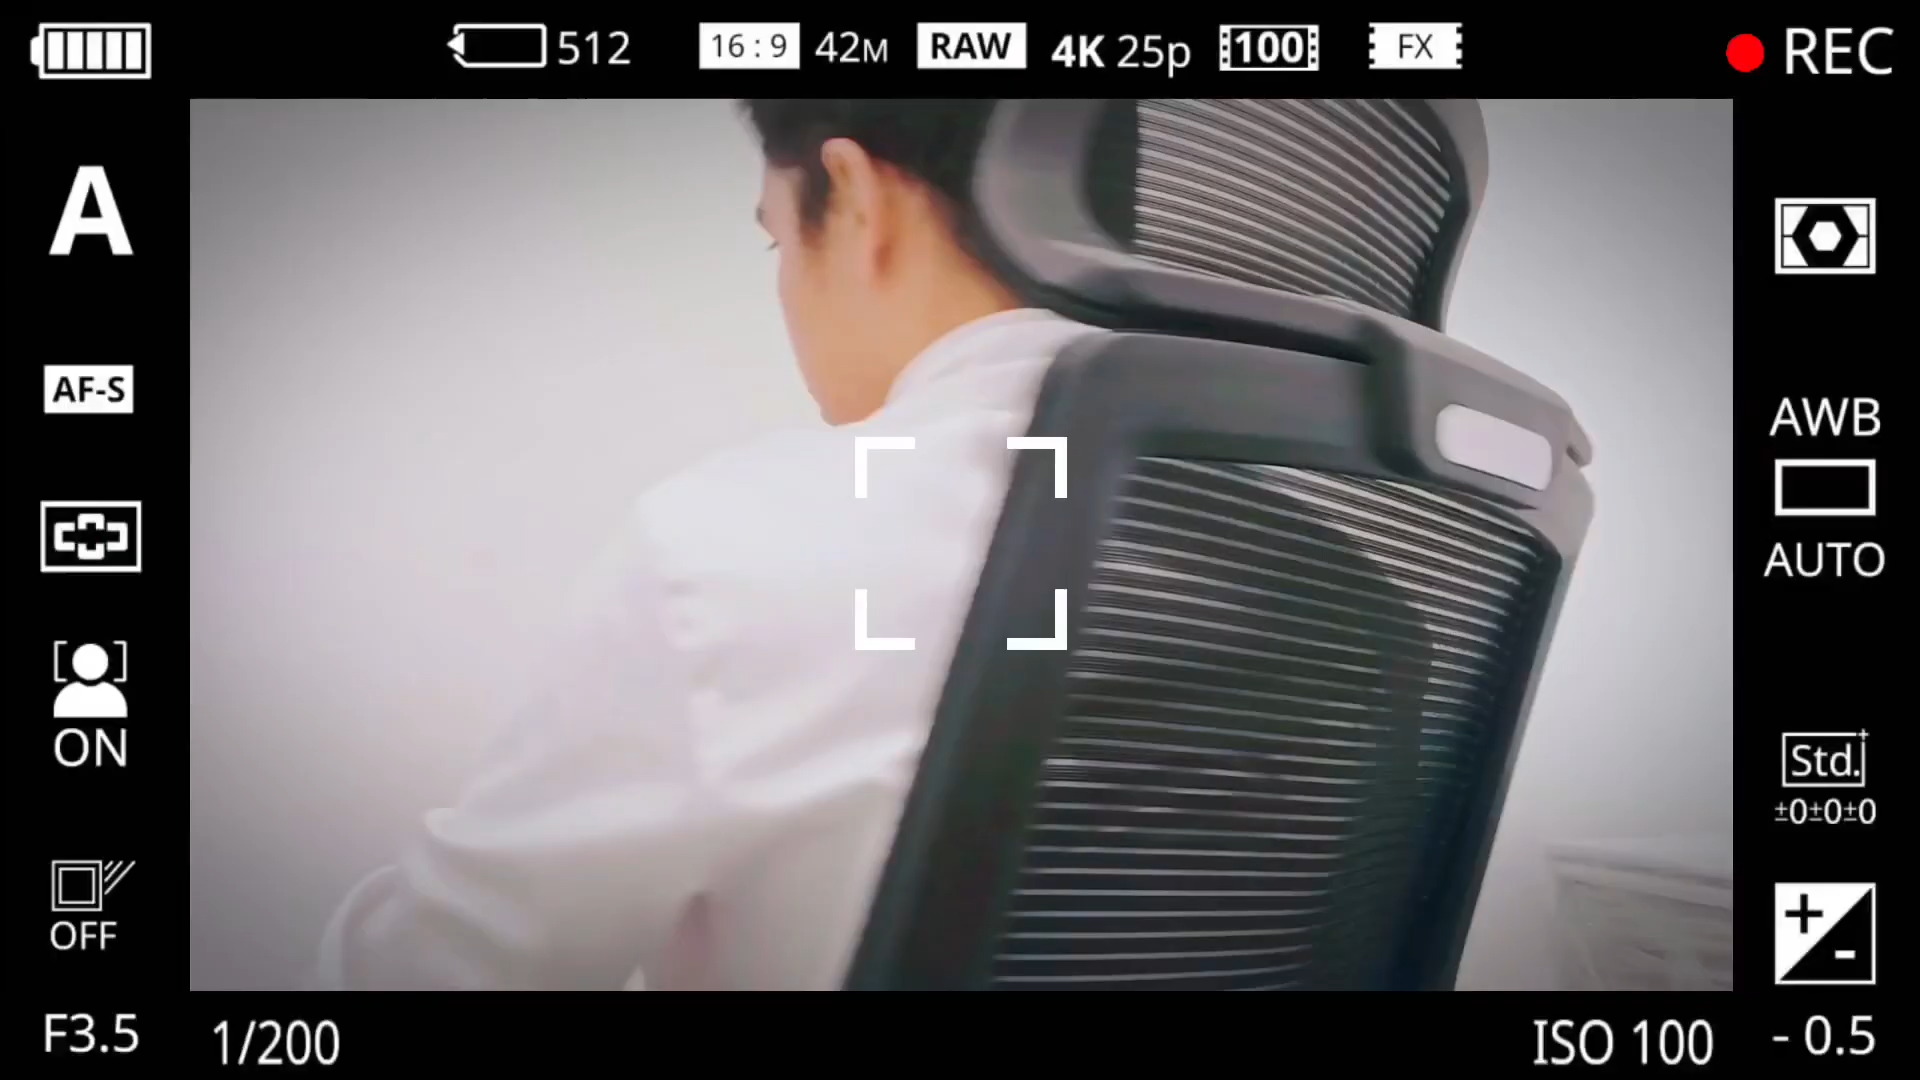 512 16:9 42M RAW 4K 25p 100 FX REC
A
AF-S
AWB
AUTO
ON
Std.+
±0±0±0
OFF
+ -
F3.5 1/200 ISO 100 - 0.5